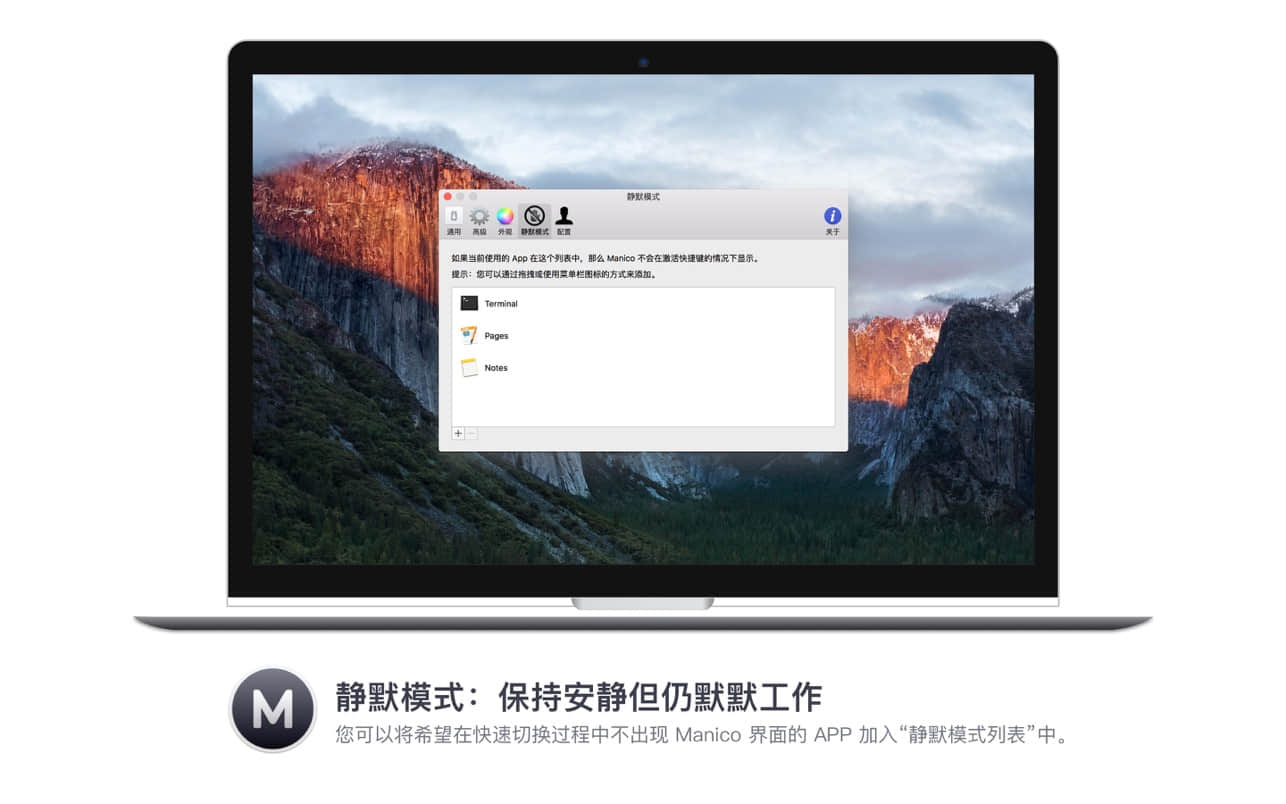 静默模式
通用 高级 外观 静默模式 配置 关于
如果当前使用的 App 在这个列表中，那么 Manico 不会在激活快捷键的情况下显示。
提示：您可以通过拖拽或使用菜单栏图标的方式来添加。
Terminal
Pages
Notes
M
静默模式：保持安静但仍默默工作
您可以将希望在快速切换过程中不出现 Manico 界面的 APP 加入“静默模式列表”中。